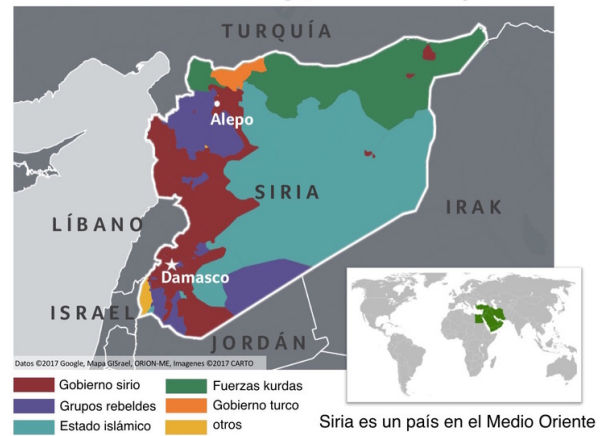 TURQUÍA
Alepo
SIRIA
LÍBANO
IRAK
Damasco
ISRAEL
JORDÁN
Datos ©2017 Google, Mapa GISrael, ORION-ME, Imagenes ©2017 CARTO
Gobierno sirio
Fuerzas kurdas
Grupos rebeldes
Gobierno turco
Estado islámico
otros
Siria es un país en el Medio Oriente